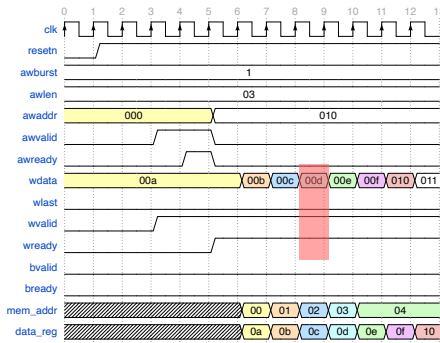 0 1 2 3 4 5 6 7 8 9 10 11 12 13
clk
resetn
awburst 1
awlen 03
awaddr 000 010
awvalid
awready
wdata 00a 00b 00c 00d 00e 00f 010 011
wlast
wvalid
wready
bvalid
bready
mem_addr 00 01 02 03 04
data_reg 0a 0b 0c 0d 0e 0f 10